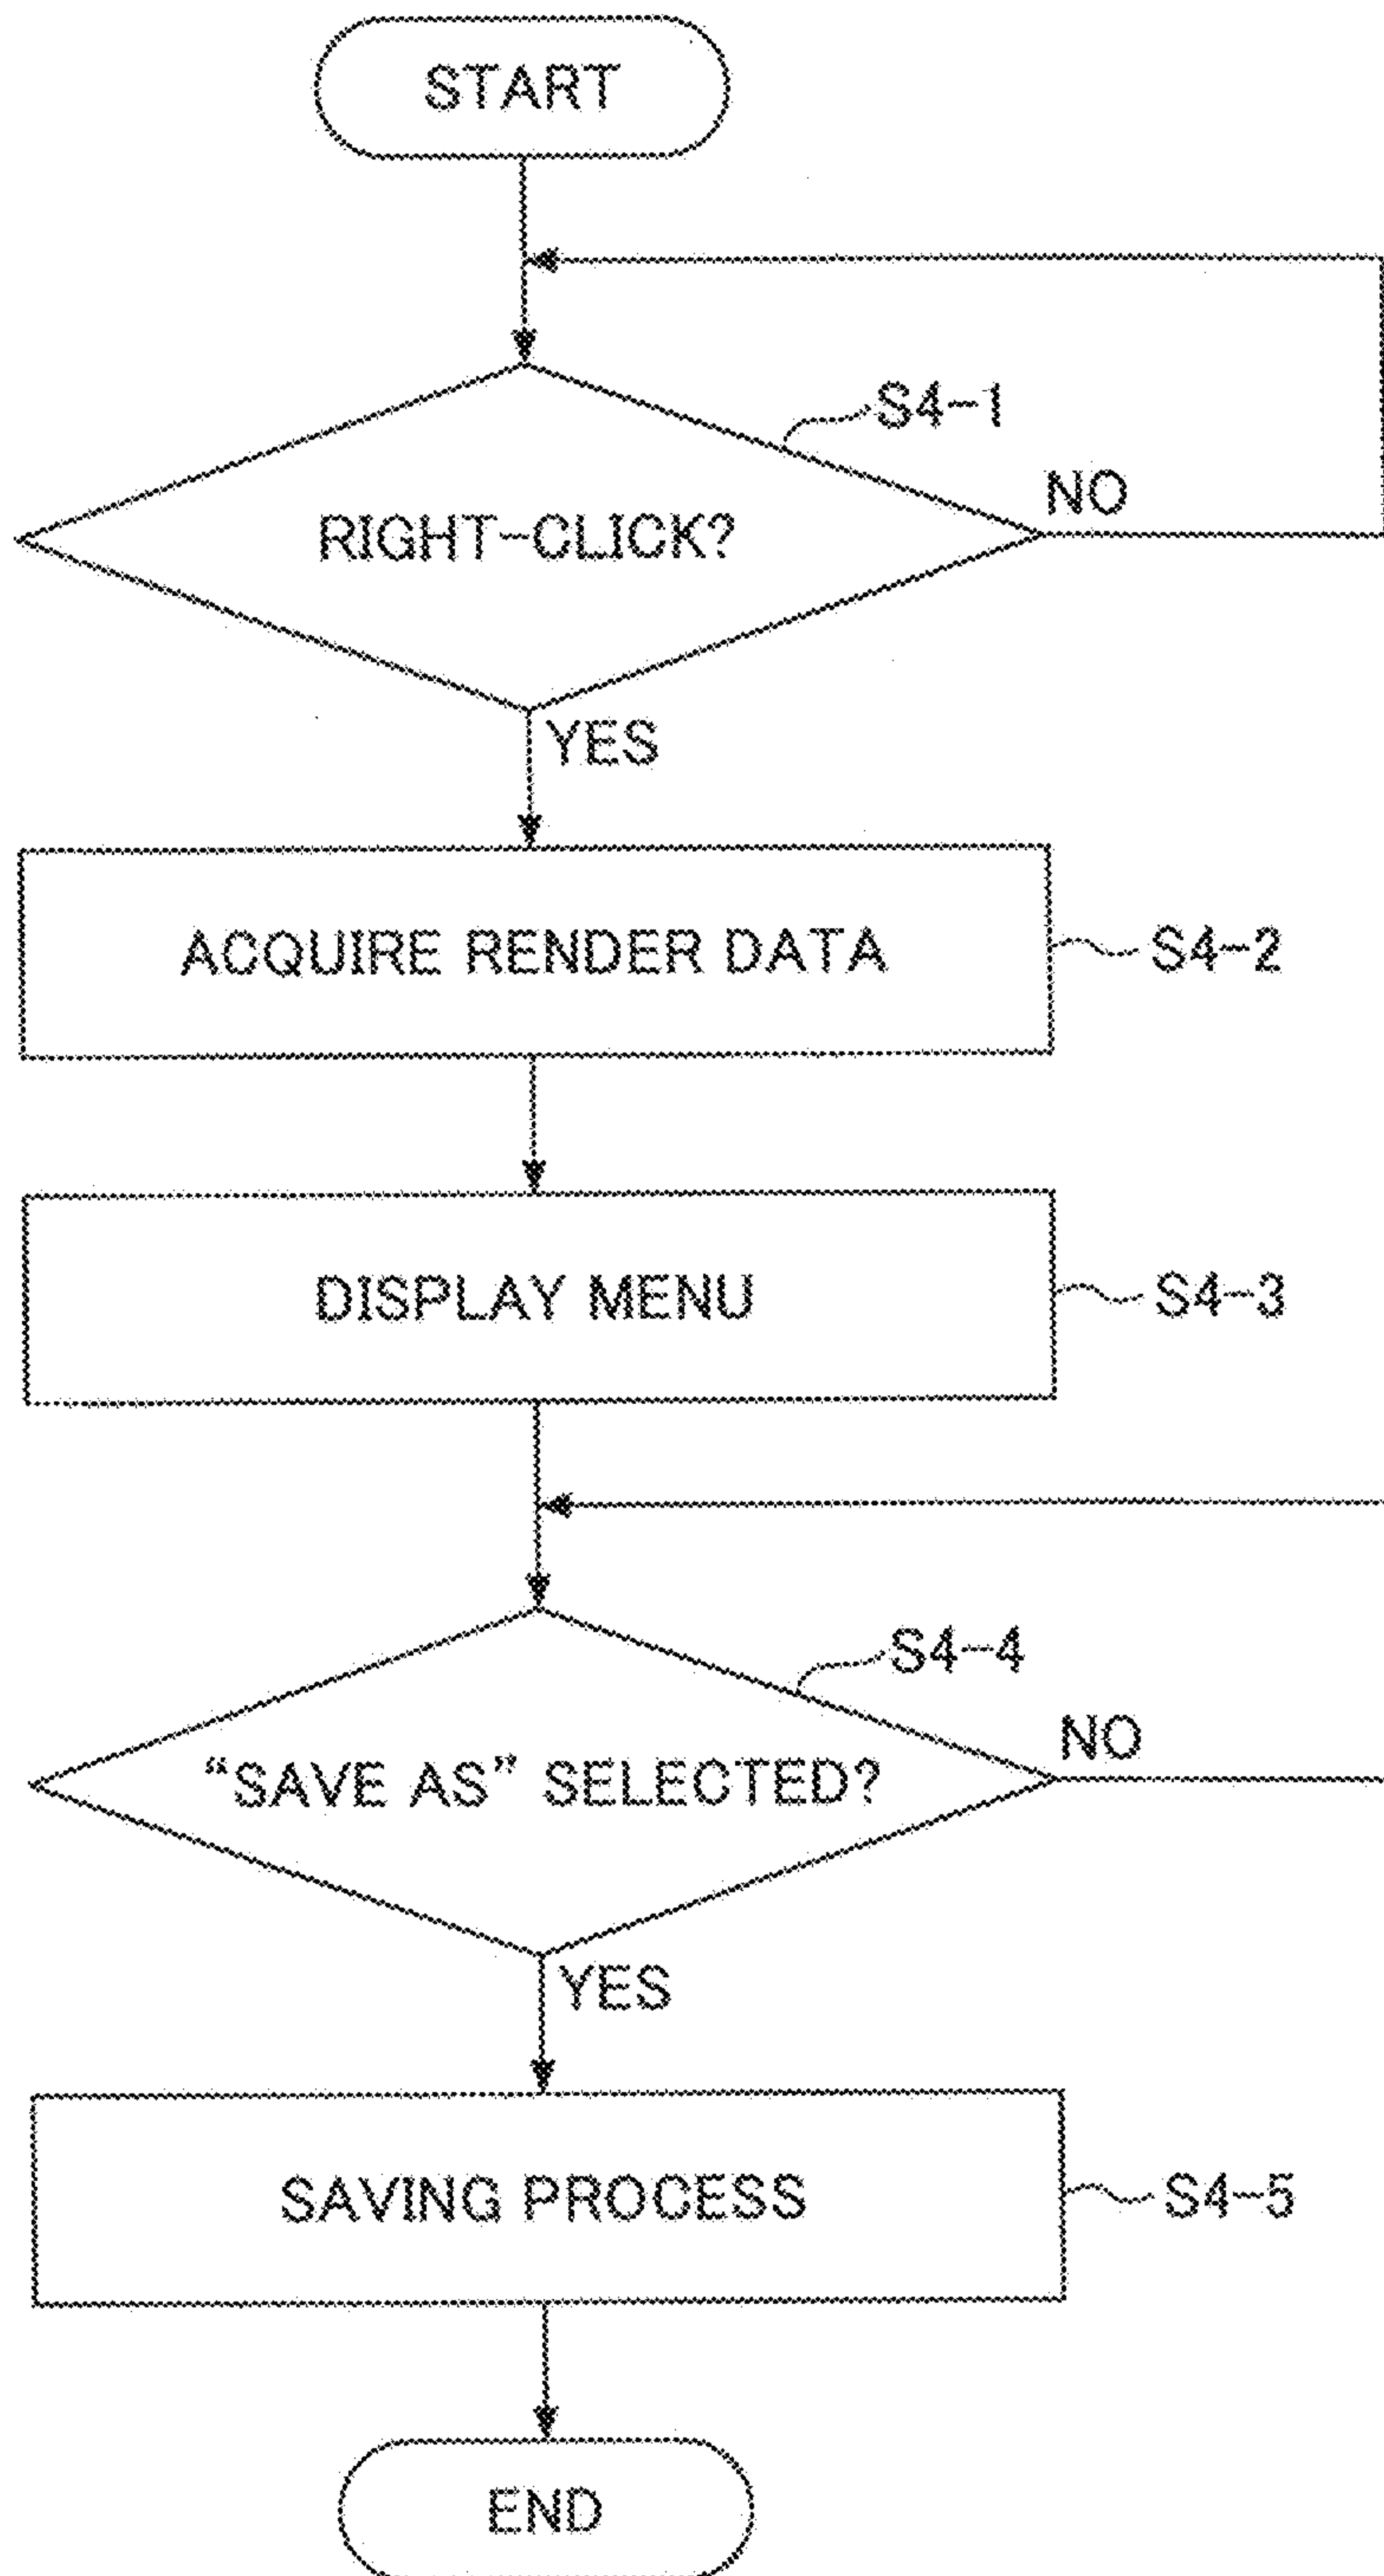 START
S4-1
RIGHT-CLICK?
NO
YES
ACQUIRE RENDER DATA
S4-2
DISPLAY MENU
S4-3
S4-4
"SAVE AS" SELECTED?
NO
YES
SAVING PROCESS
S4-5
END